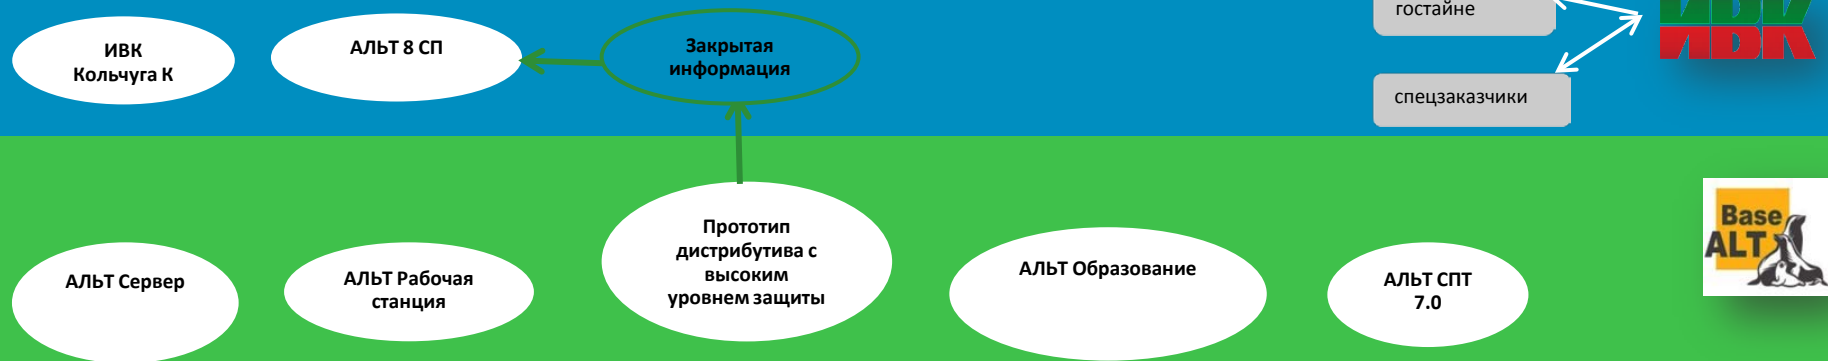 гостайне
ИВК
ИВК
Кольчуга К
АЛЬТ 8 СП
Закрытая
информация
спецзаказчики
АЛЬТ Сервер
АЛЬТ Рабочая
станция
Прототип
дистрибутива с
высоким
уровнем защиты
АЛЬТ Образование
АЛЬТ СПТ
7.0
Base
ALT